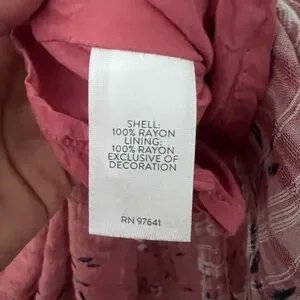 SHELL:
100% RAYON
LINING:
100% RAYON
EXCLUSIVE OF
DECORATION
RN 97641